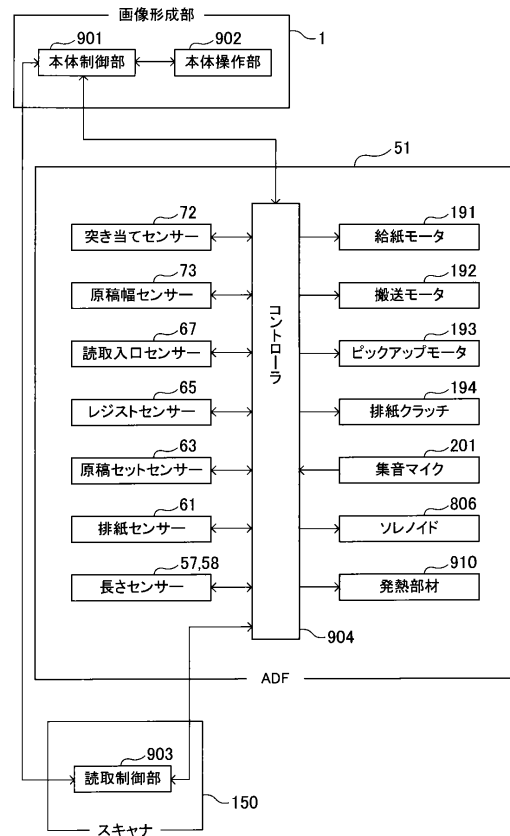 画像形成部
1
901
902
本体制御部
本体操作部
51
72
突き当てセンサー
73
原稿幅センサー
67
読取入口センサー
65
レジストセンサー
63
原稿セットセンサー
61
排紙センサー
57,58
長さセンサー
コントローラ
904
191
給紙モータ
192
搬送モータ
193
ピックアップモータ
194
排紙クラッチ
201
集音マイク
806
ソレノイド
910
発熱部材
ADF
903
読取制御部
150
スキャナ